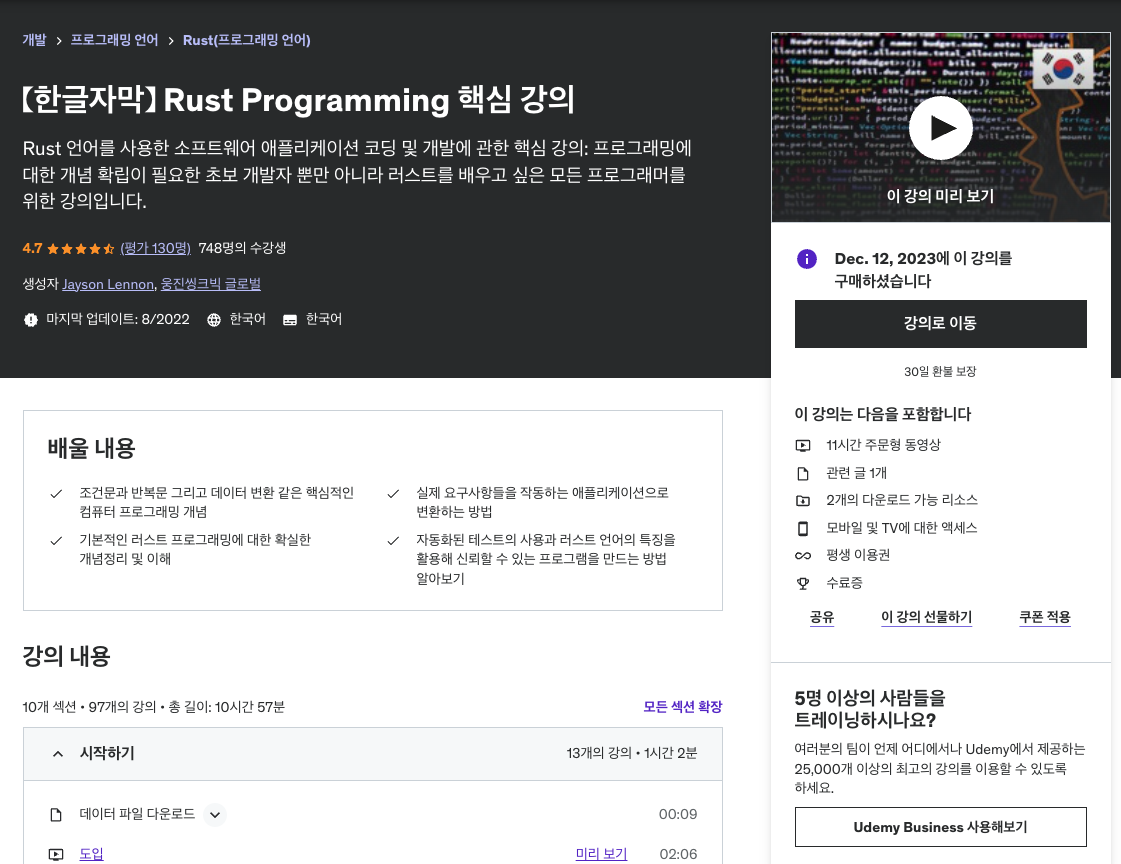 개발 > 프로그래밍 언어 > Rust(프로그래밍 언어)
【한글자막】 Rust Programming 핵심 강의
Rust 언어를 사용한 소프트웨어 애플리케이션 코딩 및 개발에 관한 핵심 강의: 프로그래밍에
대한 개념 확립이 필요한 초보 개발자 뿐만 아니라 러스트를 배우고 싶은 모든 프로그래머를
위한 강의입니다.
4.7 (평가 130명) 748명의 수강생
생성자 Jayson Lennon, 웅진씽크빅 글로벌
마지막 업데이트: 8/2022 한국어 한국어
이 강의 미리 보기
Dec. 12, 2023에 이 강의를
구매하셨습니다
강의로 이동
30일 환불 보장
이 강의는 다음을 포함합니다
11시간 주문형 동영상
관련 글 1개
2개의 다운로드 가능 리소스
모바일 및 TV에 대한 액세스
평생 이용권
수료증
공유 이 강의 선물하기 쿠폰 적용
5명 이상의 사람들을
트레이닝하시나요?
여러분의 팀이 언제 어디에서나 Udemy에서 제공하는
25,000개 이상의 최고의 강의를 이용할 수 있도록
하세요.
Udemy Business 사용해보기
배울 내용
조건문과 반복문 그리고 데이터 변환 같은 핵심적인
컴퓨터 프로그래밍 개념
실제 요구사항들을 작동하는 애플리케이션으로
변환하는 방법
기본적인 러스트 프로그래밍에 대한 확실한
개념정리 및 이해
자동화된 테스트의 사용과 러스트 언어의 특징을
활용해 신뢰할 수 있는 프로그램을 만드는 방법
알아보기
강의 내용
10개 섹션 • 97개의 강의 • 총 길이: 10시간 57분
모든 섹션 확장
시작하기 13개의 강의 • 1시간 2분
데이터 파일 다운로드 00:09
도입 미리 보기 02:06